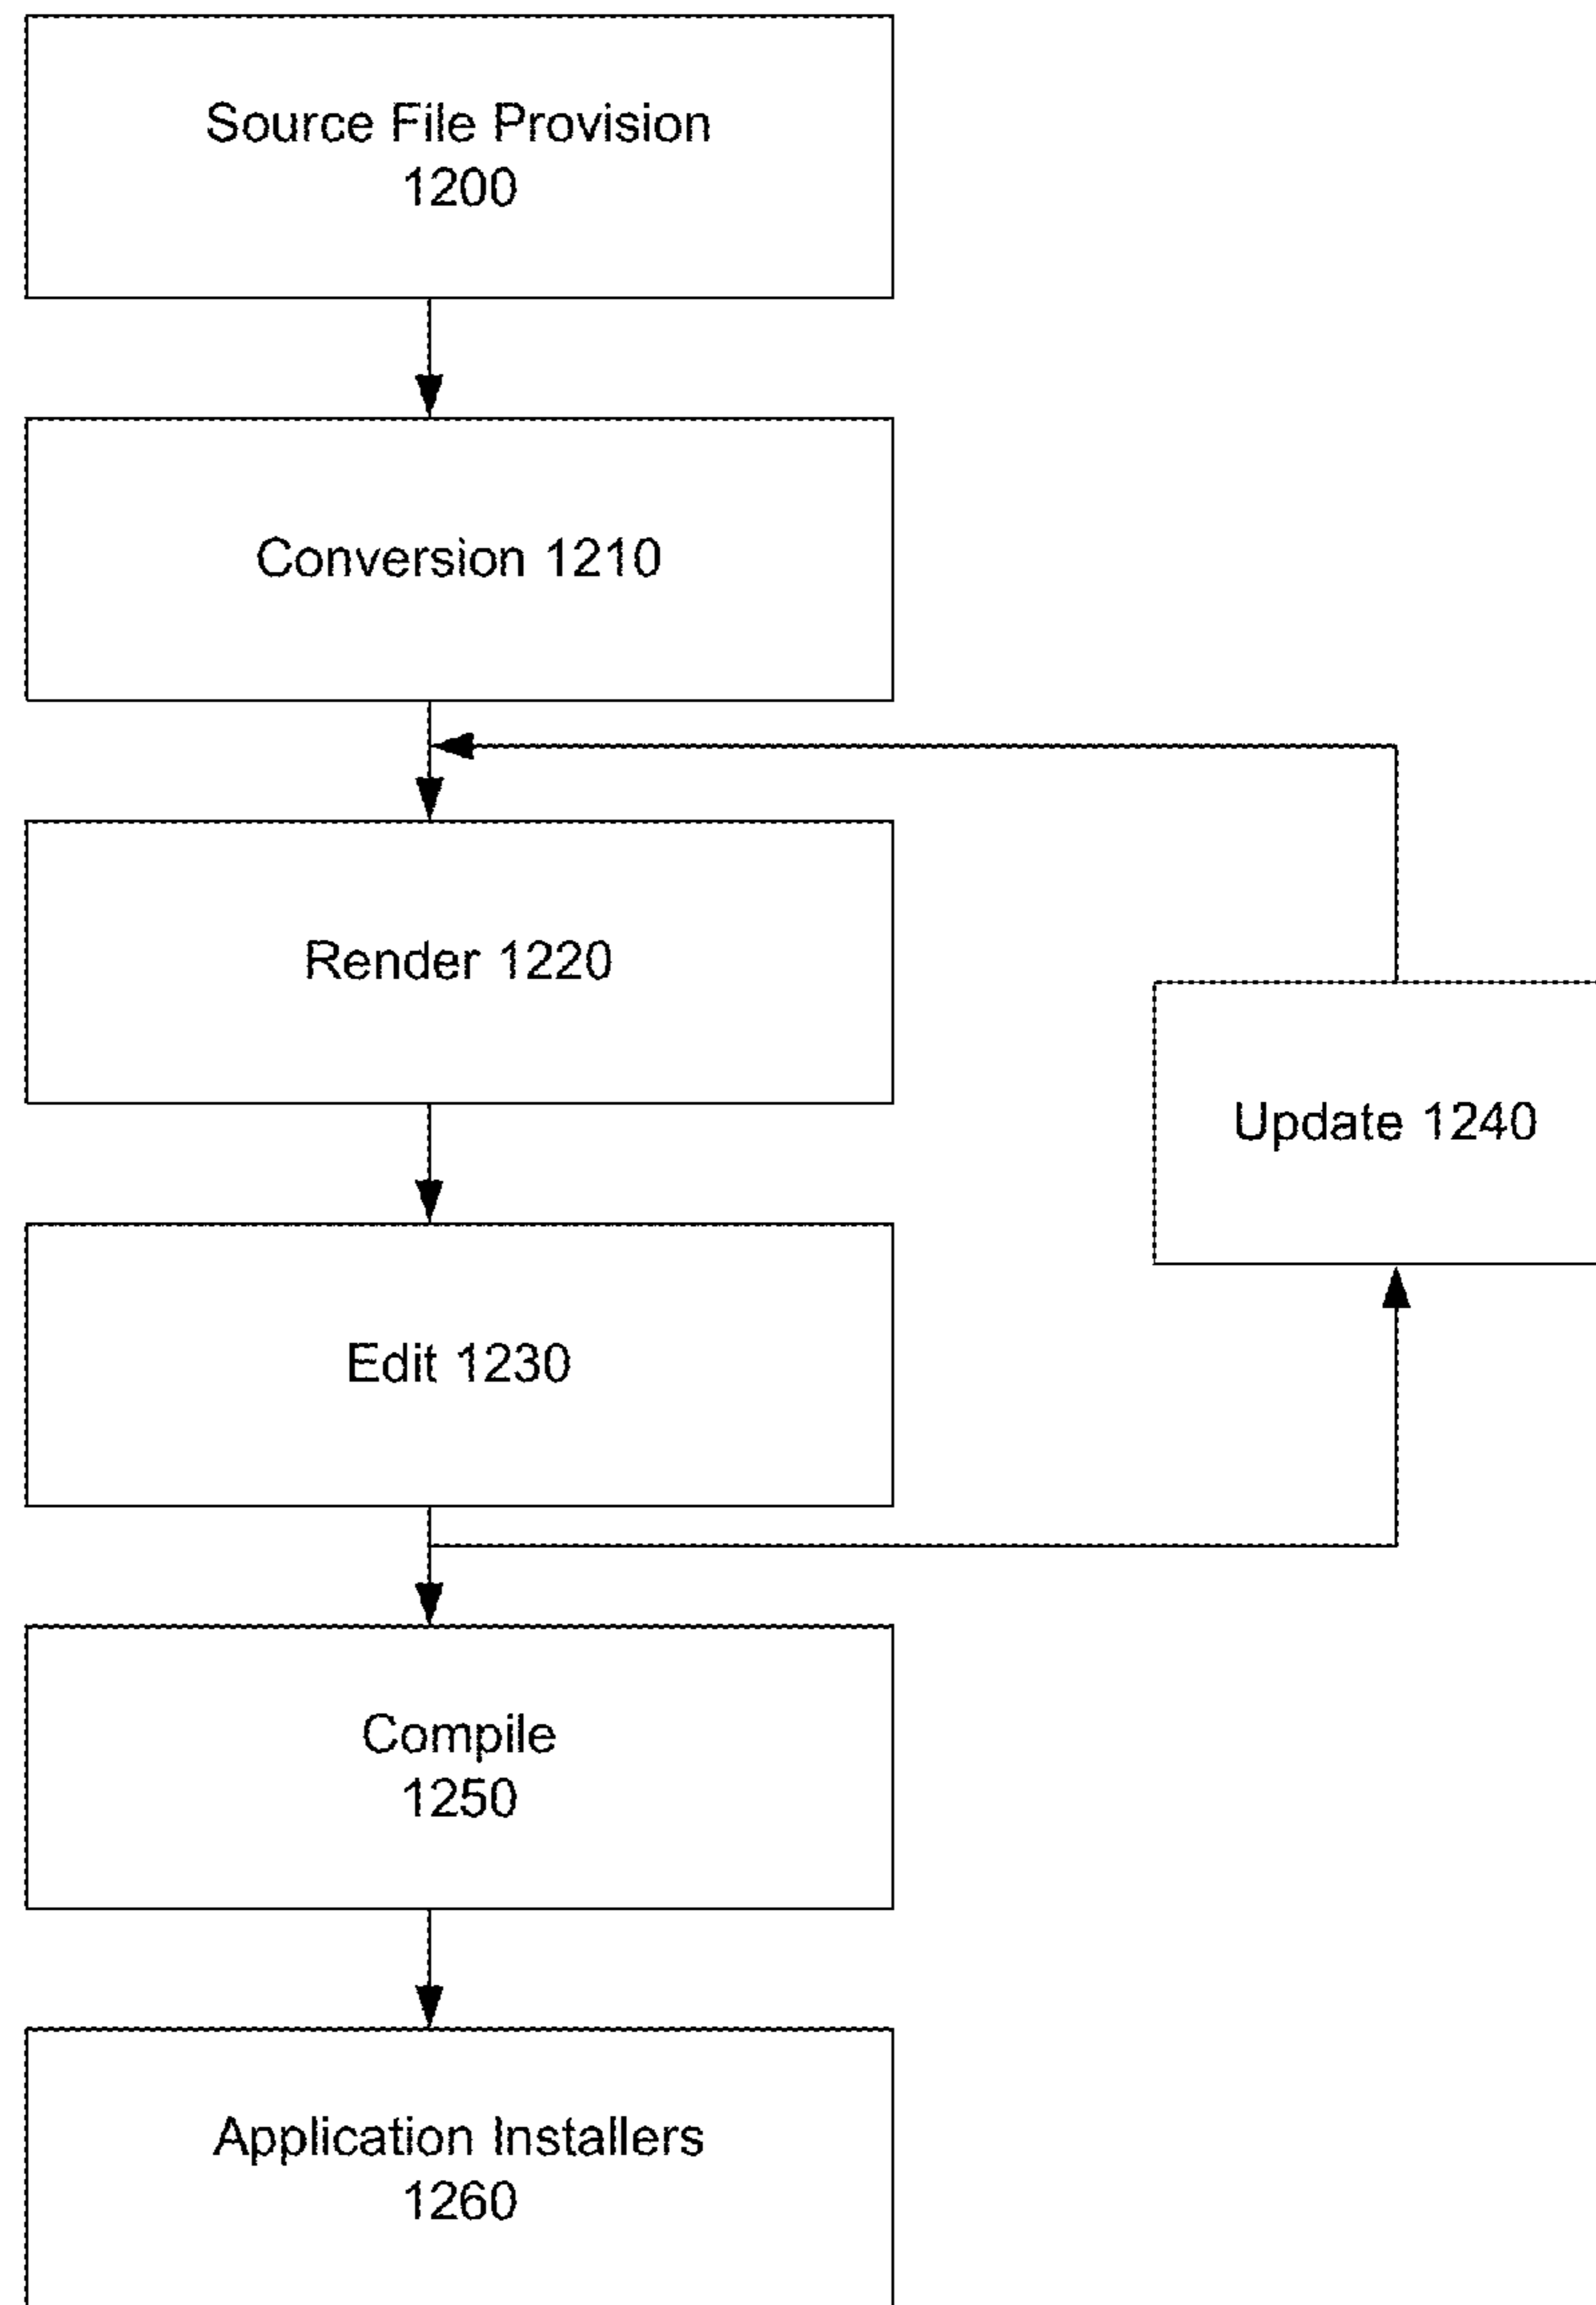 Source File Provision
1200
Conversion 1210
Render 1220
Update 1240
Edit 1230
Compile
1250
Application Installers
1260